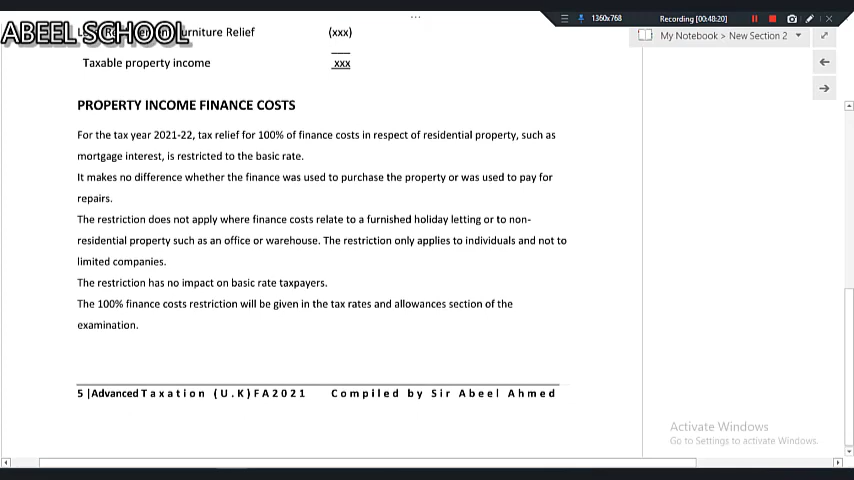 ...
1360x768
Recording [00:48:20]
ABEEL SCHOOL
urniture Relief (xxx)
My Notebook > New Section 2
Taxable property income xxx
PROPERTY INCOME FINANCE COSTS
For the tax year 2021-22, tax relief for 100% of finance costs in respect of residential property, such as
mortgage interest, is restricted to the basic rate.
It makes no difference whether the finance was used to purchase the property or was used to pay for
repairs.
The restriction does not apply where finance costs relate to a furnished holiday letting or to non-
residential property such as an office or warehouse. The restriction only applies to individuals and not to
limited companies.
The restriction has no impact on basic rate taxpayers.
The 100% finance costs restriction will be given in the tax rates and allowances section of the
examination.
5 |Advanced Taxation (U.K)FA2021 Compiled by Sir Abeel Ahmed
Activate Windows
Go to Settings to activate Windows.